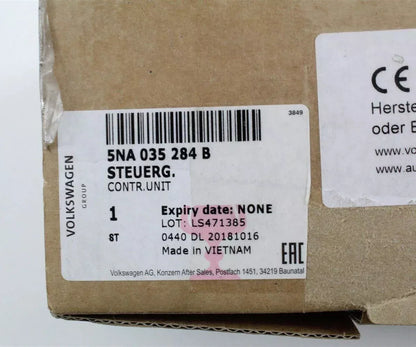 3849
5NA 035 284 B
STEUERG.
CONTR.UNIT
VOLKSWAGEN
GROUP
1
8T
Expiry date: NONE
LOT: LS471385
0440 DL 20181016
Made in VIETNAM
EAC
Volkswagen AG, Konzern After Sales, Postfach 1451, 34219 Baunatal
CE
Herste
oder E
www.vo
www.au